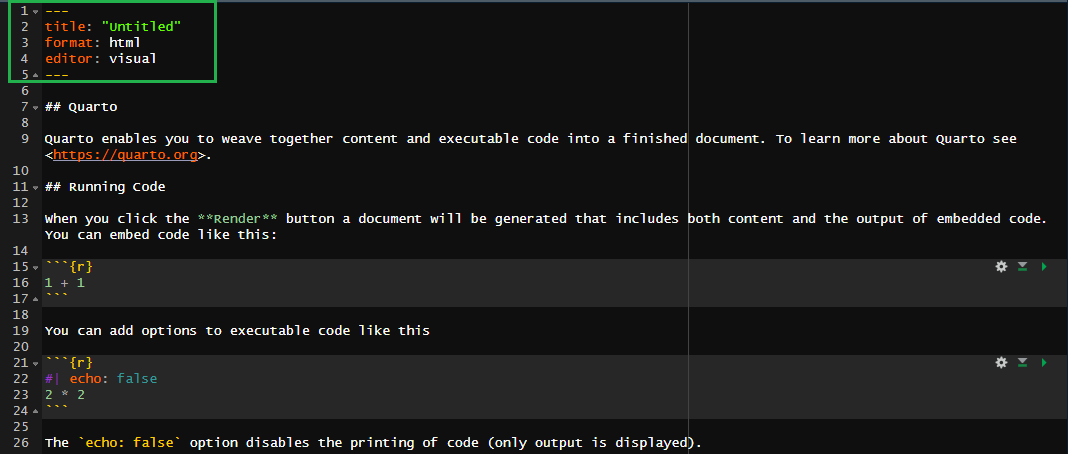 1 ---
2 title: "Untitled"
3 format: html
4 editor: visual
5 ---
6
7 ## Quarto
8
9 Quarto enables you to weave together content and executable code into a finished document. To learn more about Quarto see
<https://quarto.org>.
10
11 ## Running Code
12
13 When you click the **Render** button a document will be generated that includes both content and the output of embedded code.
You can embed code like this:
14
15 ```{r}
16 1 + 1
17 ```
18
19 You can add options to executable code like this
20
21 ```{r}
22 #| echo: false
23 2 * 2
24 ```
25
26 The `echo: false` option disables the printing of code (only output is displayed).